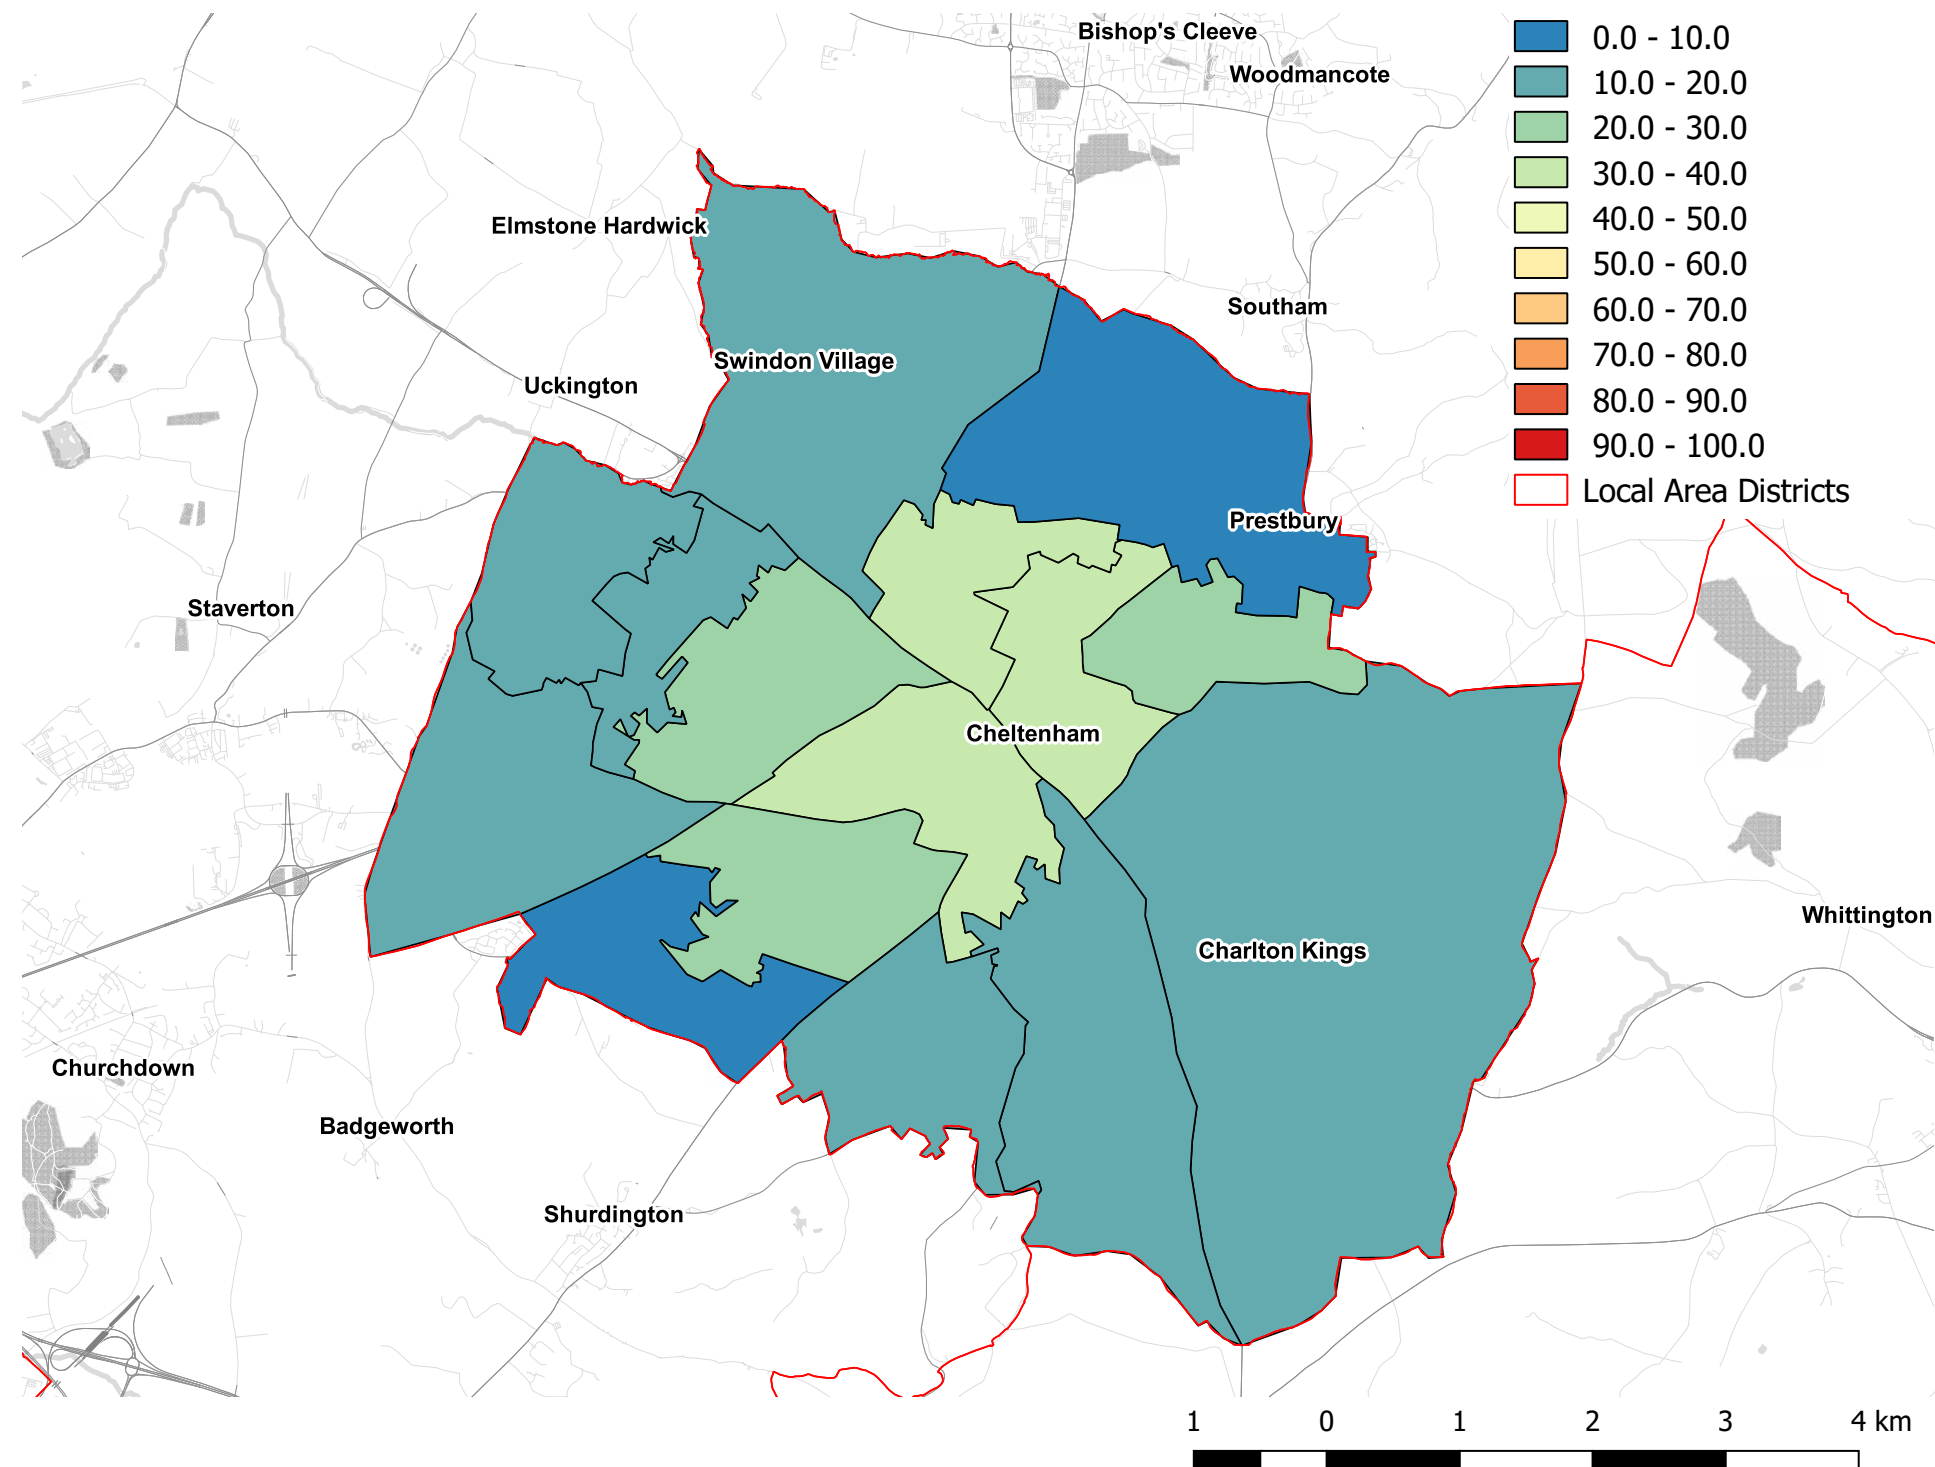 Bishop's Cleeve
Woodmancote
Elmstone Hardwick
Southam
Swindon Village
Uckington
Prestbury
Staverton
Cheltenham
Whittington
Charlton Kings
Churchdown
Badgeworth
Shurdington
0.0 - 10.0
10.0 - 20.0
20.0 - 30.0
30.0 - 40.0
40.0 - 50.0
50.0 - 60.0
60.0 - 70.0
70.0 - 80.0
80.0 - 90.0
90.0 - 100.0
Local Area Districts
1 0 1 2 3 4 km